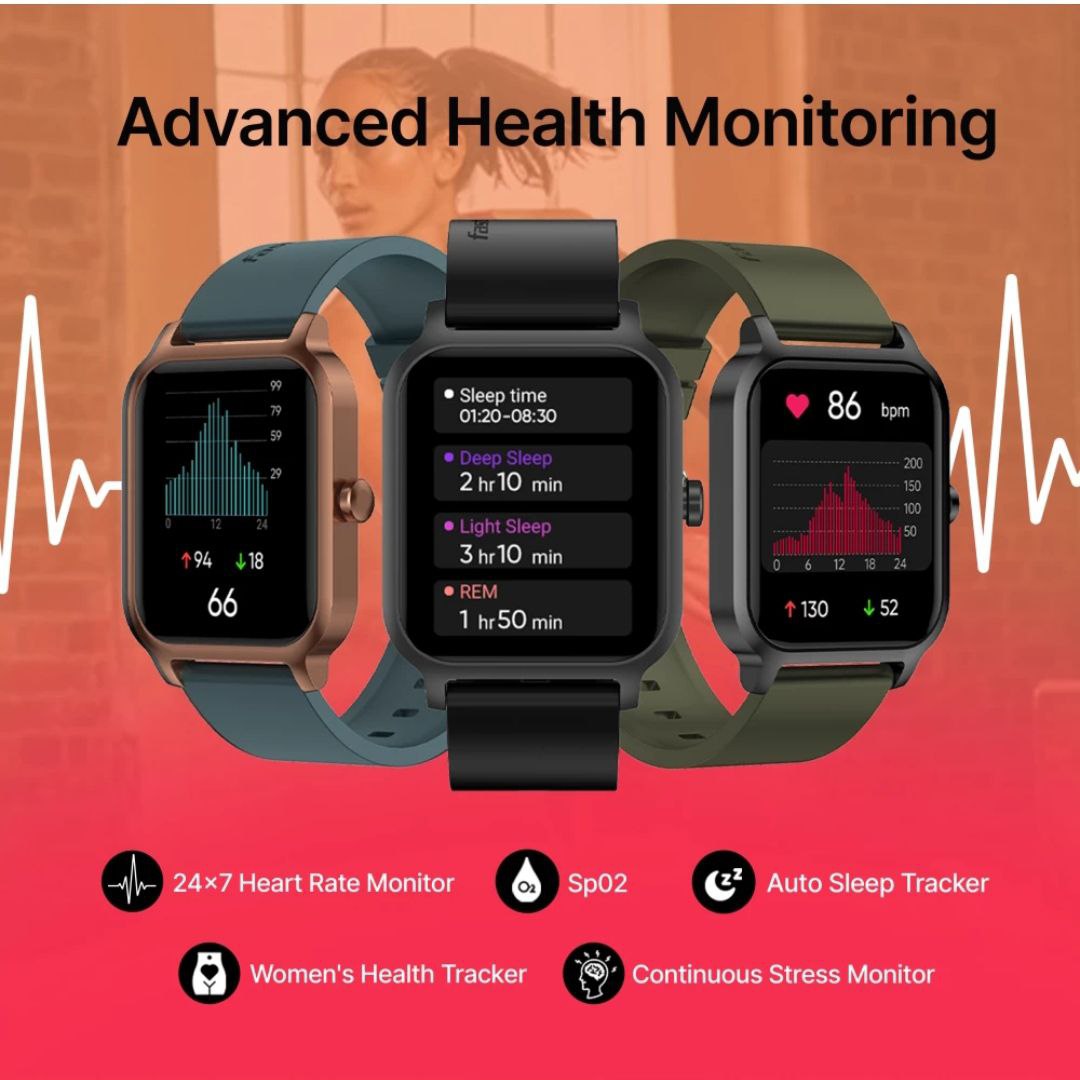 Advanced Health Monitoring
99
79
59
29
0 12 24
↑94 ↓18
66
Sleep time
01:20-08:30
Deep Sleep
2 hr 10 min
Light Sleep
3 hr 10 min
REM
1 hr 50 min
86 bpm
200
150
100
50
0 6 12 18 24
↑130 ↓52
24×7 Heart Rate Monitor
O2
Sp02
zz
Auto Sleep Tracker
Women's Health Tracker
Continuous Stress Monitor